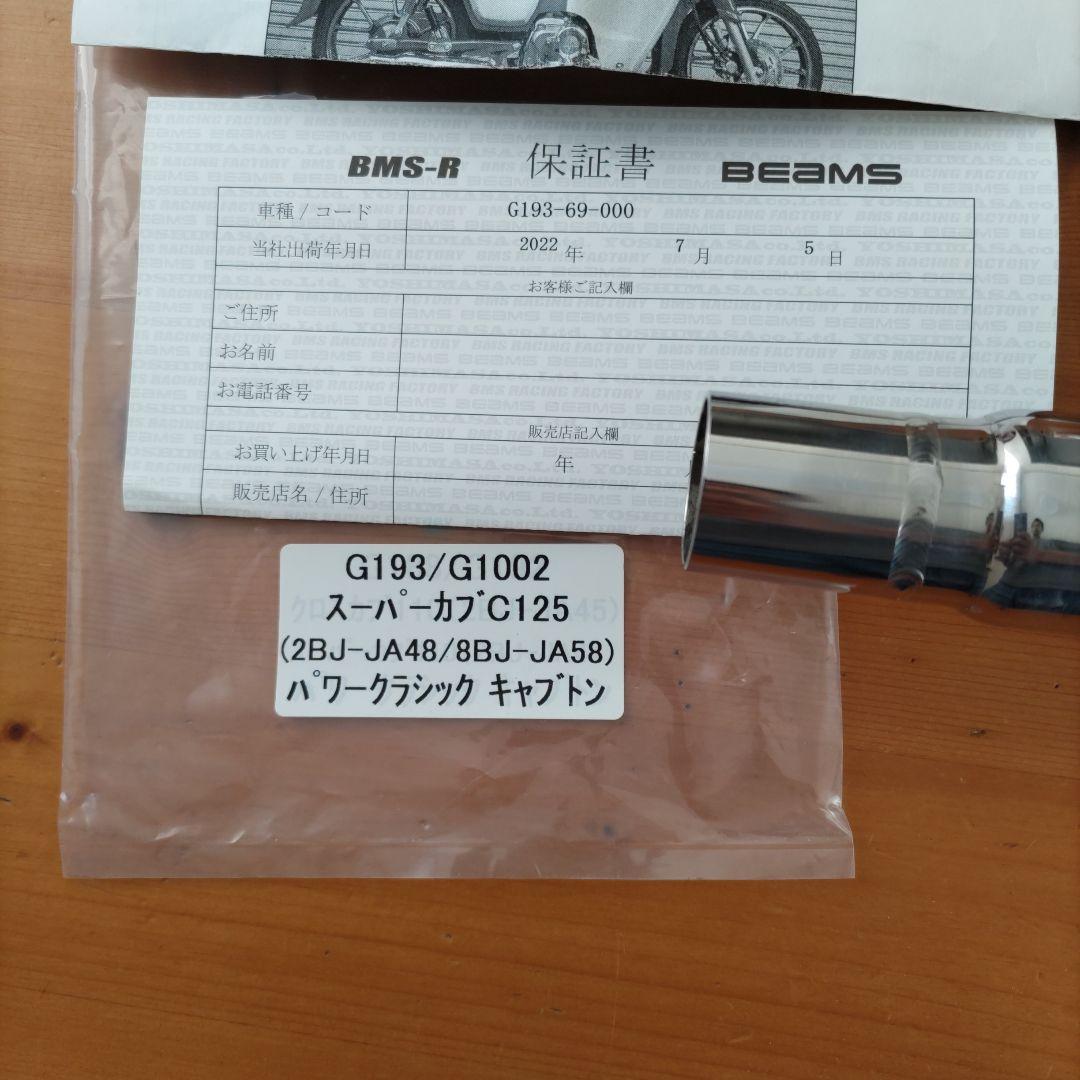 BMS-R 保証書 BEAMS
車種 / コード G193-69-000
当社出荷年月日 2022 年 7 月 5 日
お客様ご記入欄
ご住所
お名前
お電話番号
販売店記入欄
お買い上げ年月日 年
販売店名 / 住所
G193/G1002
スーパーカブC125
(2BJ-JA48/8BJ-JA58)
パワークラシック キャブトン